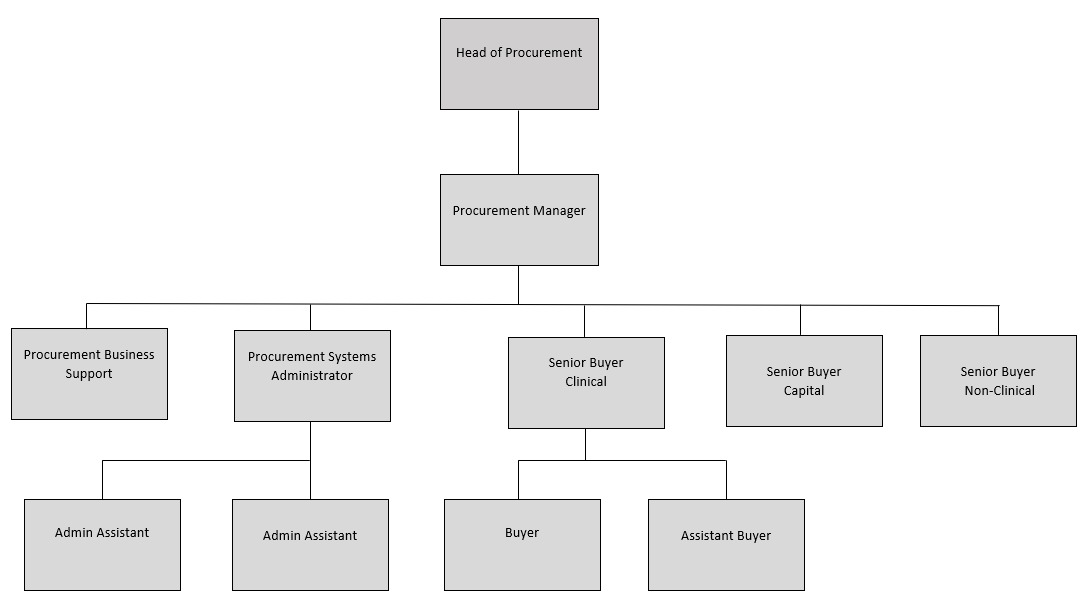 Head of Procurement
Procurement Manager
Procurement Business
Support
Procurement Systems
Administrator
Senior Buyer
Clinical
Senior Buyer
Capital
Senior Buyer
Non-Clinical
Admin Assistant
Admin Assistant
Buyer
Assistant Buyer